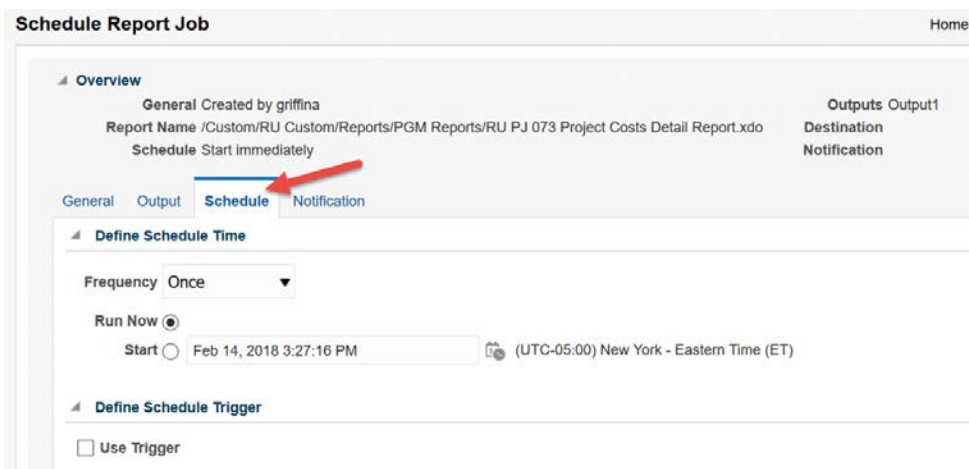 Schedule Report Job Home
Overview
General Created by griffina Outputs Output1
Report Name /Custom/RU Custom/Reports/PGM Reports/RU PJ 073 Project Costs Detail Report.xdo Destination
Schedule Start immediately Notification
General Output Schedule Notification
Define Schedule Time
Frequency Once
Run Now
Start Feb 14, 2018 3:27:16 PM (UTC-05:00) New York - Eastern Time (ET)
Define Schedule Trigger
Use Trigger